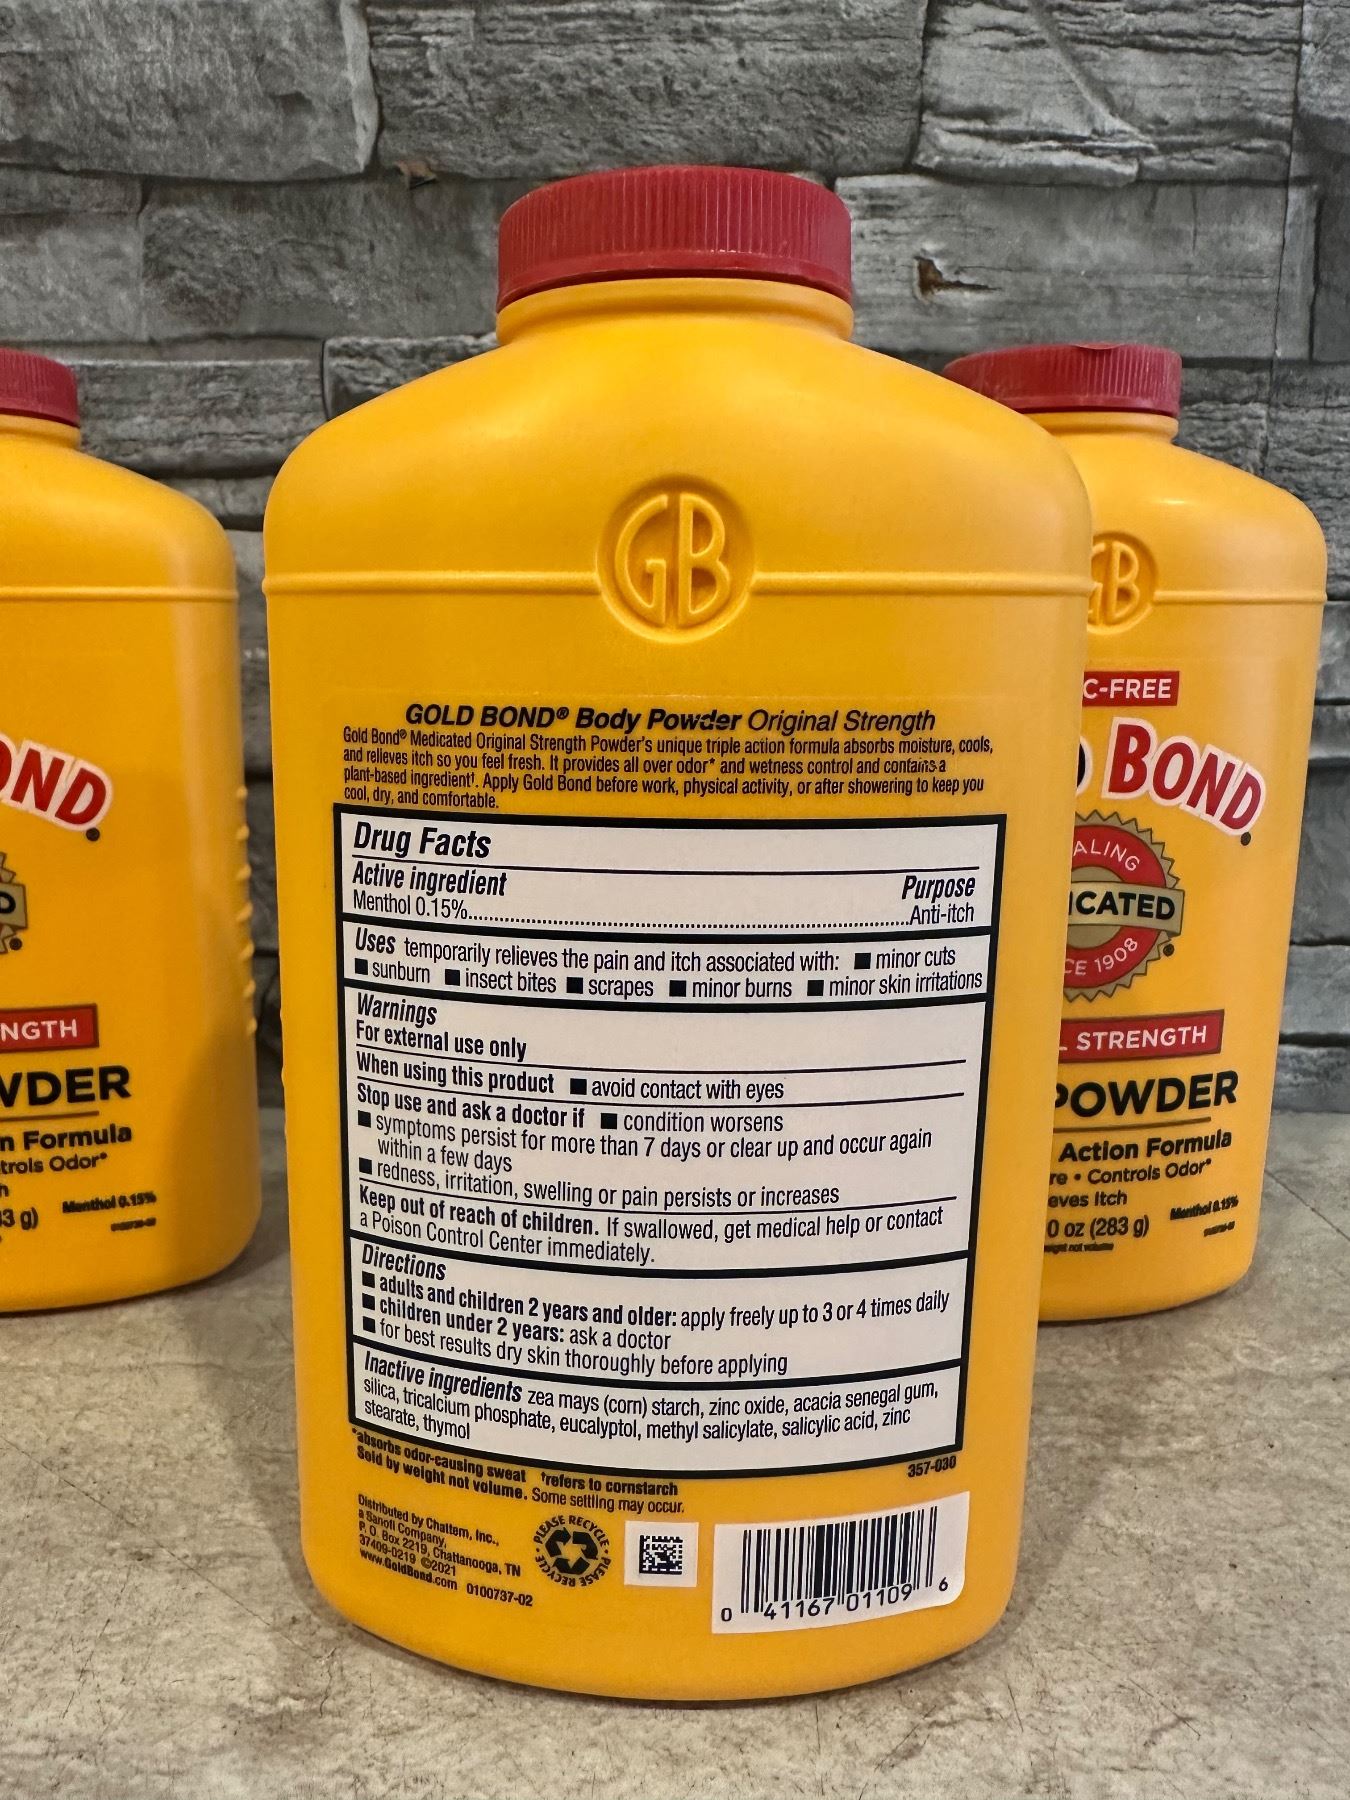 GB
GOLD BOND® Body Powder Original Strength
Gold Bond® Medicated Original Strength Powder's unique triple action formula absorbs moisture, cools,
and relieves itch so you feel fresh. It provides all over odor* and wetness control and contains a
plant-based ingredient†. Apply Gold Bond before work, physical activity, or after showering to keep you
cool, dry, and comfortable.
Drug Facts
Active ingredient Purpose
Menthol 0.15%..........Anti-itch
Uses temporarily relieves the pain and itch associated with: ■ minor cuts
■ sunburn ■ insect bites ■ scrapes ■ minor burns ■ minor skin irritations
Warnings
For external use only
When using this product ■ avoid contact with eyes
Stop use and ask a doctor if ■ condition worsens
■ symptoms persist for more than 7 days or clear up and occur again
within a few days
■ redness, irritation, swelling or pain persists or increases
Keep out of reach of children. If swallowed, get medical help or contact
a Poison Control Center immediately.
Directions
■ adults and children 2 years and older: apply freely up to 3 or 4 times daily
■ children under 2 years: ask a doctor
■ for best results dry skin thoroughly before applying
Inactive ingredients zea mays (corn) starch, zinc oxide, acacia senegal gum,
silica, tricalcium phosphate, eucalyptol, methyl salicylate, salicylic acid, zinc
stearate, thymol
*absorbs odor-causing sweat †refers to cornstarch 357-030
Sold by weight not volume. Some settling may occur.
Distributed by Chattem, Inc.,
a Sanofi Company,
P.O. Box 2219, Chattanooga, TN
37409-0219 ©2021
www.GoldBond.com 0100737-02
PLEASE RECYCLE • PLEASE RECYCLE •
0 41167 01109 6
OND
D
NGTH
WDER
n Formula
trols Odor*
h
3 g) Menthol 0.15%
GB
C-FREE
BOND
ALING
ICATED
CE 1908
L STRENGTH
POWDER
Action Formula
re • Controls Odor*
eves Itch
0 oz (283 g) Menthol 0.15%